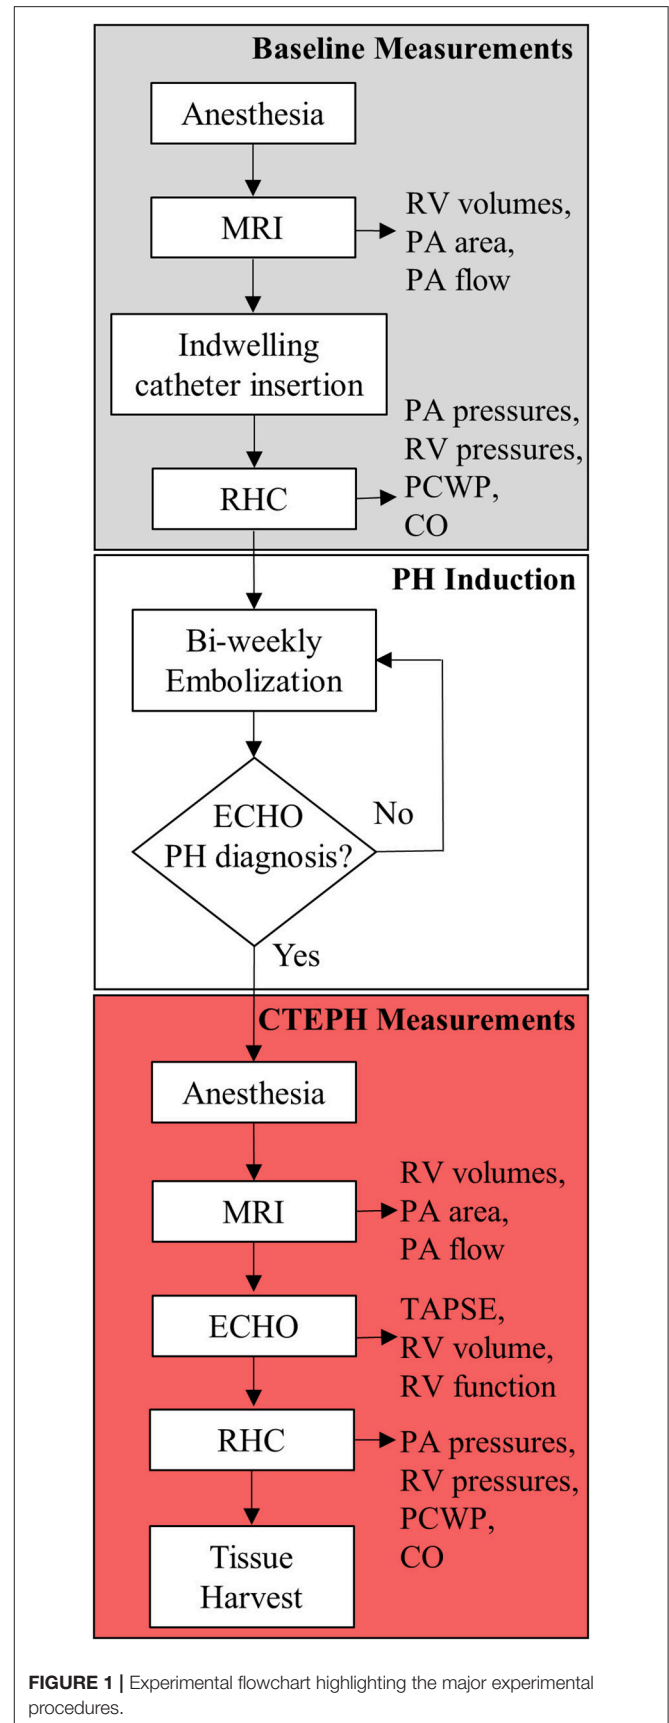 Baseline Measurements
Anesthesia
MRI
RV volumes,
PA area,
PA flow
Indwelling
catheter insertion
RHC
PA pressures,
RV pressures,
PCWP,
CO
PH Induction
Bi-weekly
Embolization
ECHO
PH diagnosis?
No
Yes
CTEPH Measurements
Anesthesia
MRI
RV volumes,
PA area,
PA flow
ECHO
TAPSE,
RV volume,
RV function
RHC
PA pressures,
RV pressures,
PCWP,
CO
Tissue
Harvest
FIGURE 1 | Experimental flowchart highlighting the major experimental
procedures.